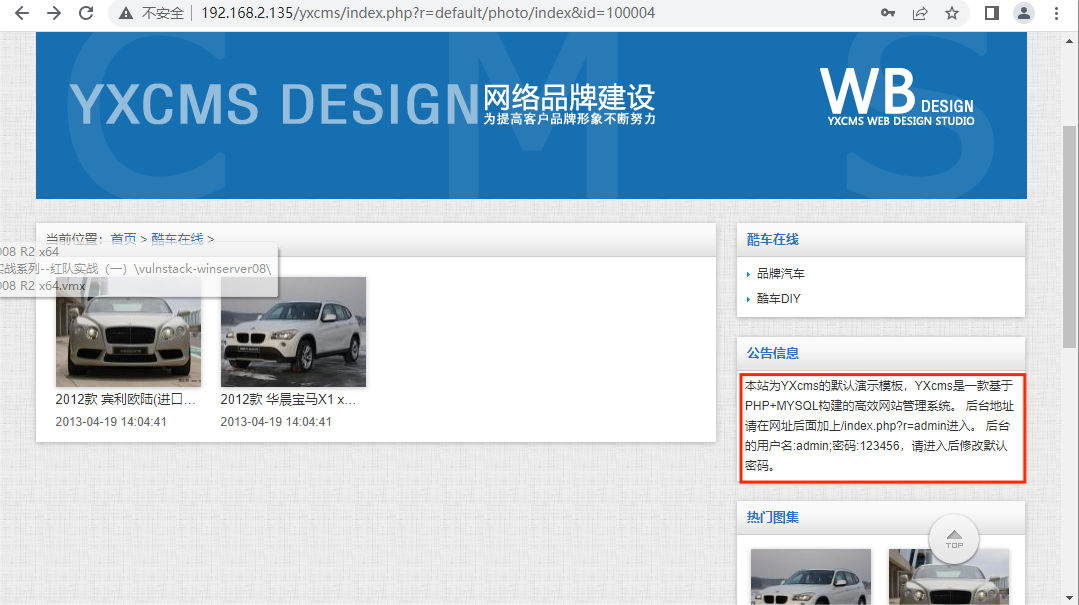 不安全 192.168.2.135/yxcms/index.php?r=default/photo/index&id=100004
C M S
YXCMS DESIGN
网络品牌建设
为提高客户品牌形象不断努力
WB DESIGN
YXCMS WEB DESIGN STUDIO
当前位置：首页 > 酷车在线 >
008 R2 x64
实战系列--红队实战（一）\vulnstack-winserver08\
008 R2 x64.vmx
2012款 宾利欧陆(进口...
2013-04-19 14:04:41
2012款 华晨宝马X1 x...
2013-04-19 14:04:41
酷车在线
品牌汽车
酷车DIY
公告信息
本站为YXcms的默认演示模板，YXcms是一款基于
PHP+MYSQL构建的高效网站管理系统。 后台地址
请在网址后面加上/index.php?r=admin进入。 后台
的用户名:admin;密码:123456，请进入后修改默认
密码。
热门图集
TOP